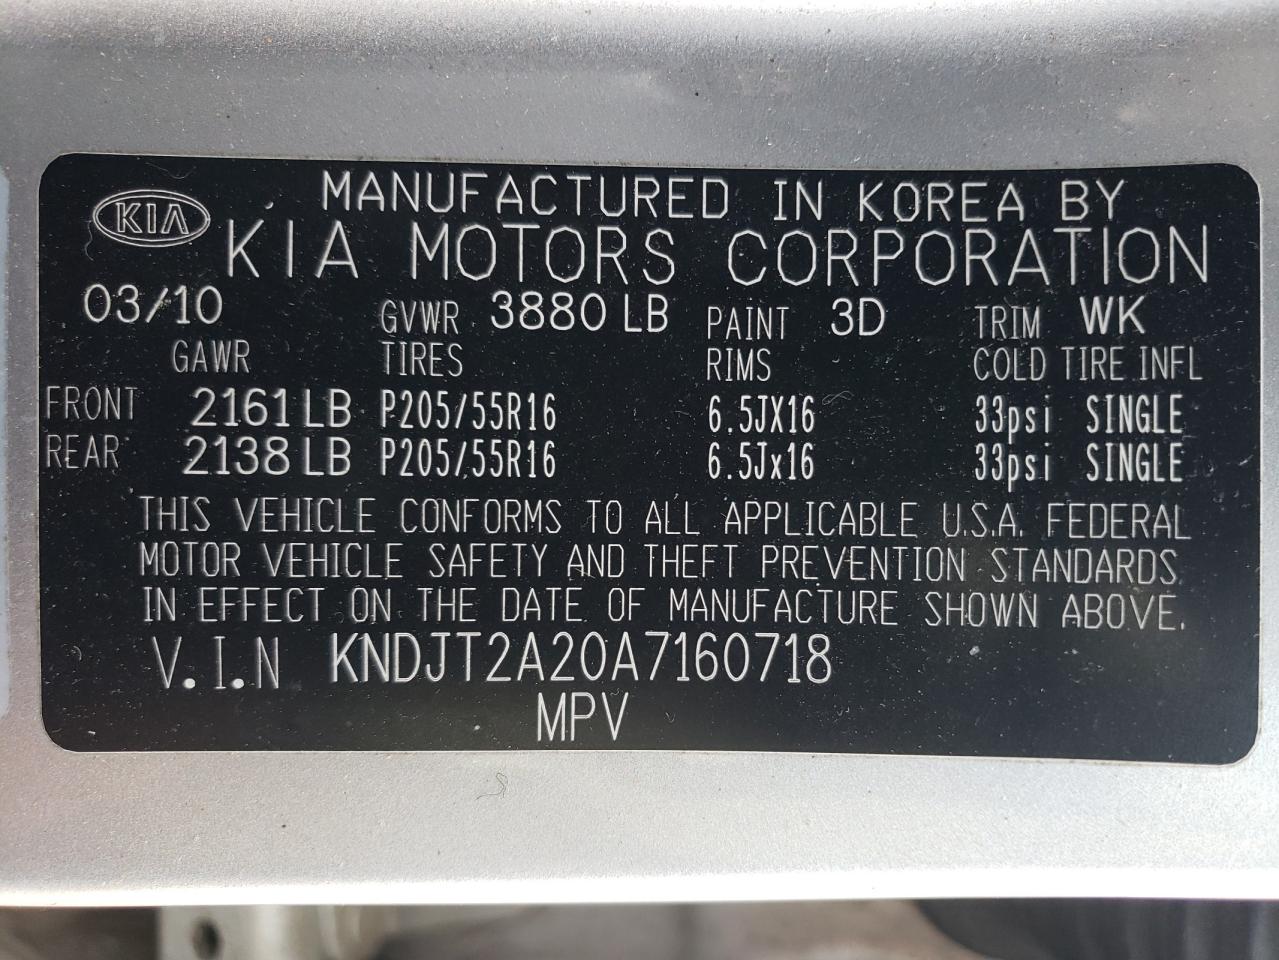 KIA MANUFACTURED IN KOREA BY
KIA MOTORS CORPORATION
03/10 GVWR 3880 LB PAINT 3D TRIM WK
GAWR TIRES RIMS COLD TIRE INFL
FRONT 2161 LB P205/55R16 6.5JX16 33psi SINGLE
REAR 2138 LB P205/55R16 6.5Jx16 33psi SINGLE
THIS VEHICLE CONFORMS TO ALL APPLICABLE U.S.A. FEDERAL
MOTOR VEHICLE SAFETY AND THEFT PREVENTION STANDARDS
IN EFFECT ON THE DATE OF MANUFACTURE SHOWN ABOVE.
V.I.N KNDJT2A20A7160718
MPV